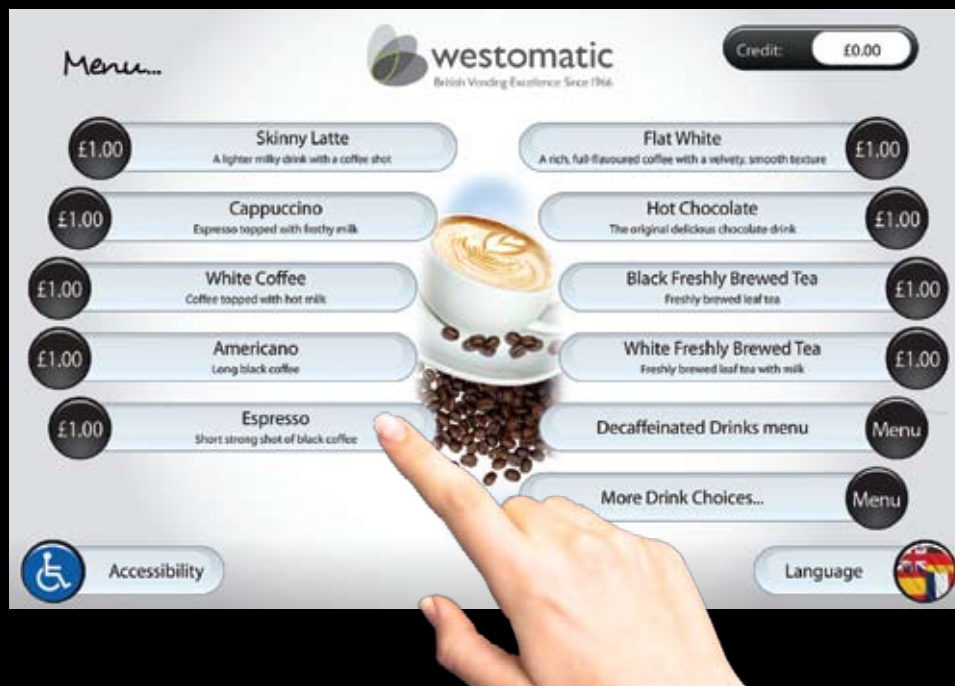 Menu...
westomatic
British Vending Excellence Since 1966
Credit: £0.00
£1.00
Skinny Latte
A lighter milky drink with a coffee shot
£1.00
Cappuccino
Espresso topped with frothy milk
£1.00
White Coffee
Coffee topped with hot milk
£1.00
Americano
Long black coffee
£1.00
Espresso
Short strong shot of black coffee
Flat White
A rich, full-flavoured coffee with a velvety, smooth texture
£1.00
Hot Chocolate
The original delicious chocolate drink
£1.00
Black Freshly Brewed Tea
Freshly brewed leaf tea
£1.00
White Freshly Brewed Tea
Freshly brewed leaf tea with milk
£1.00
Decaffeinated Drinks menu
Menu
More Drink Choices...
Menu
Accessibility
Language